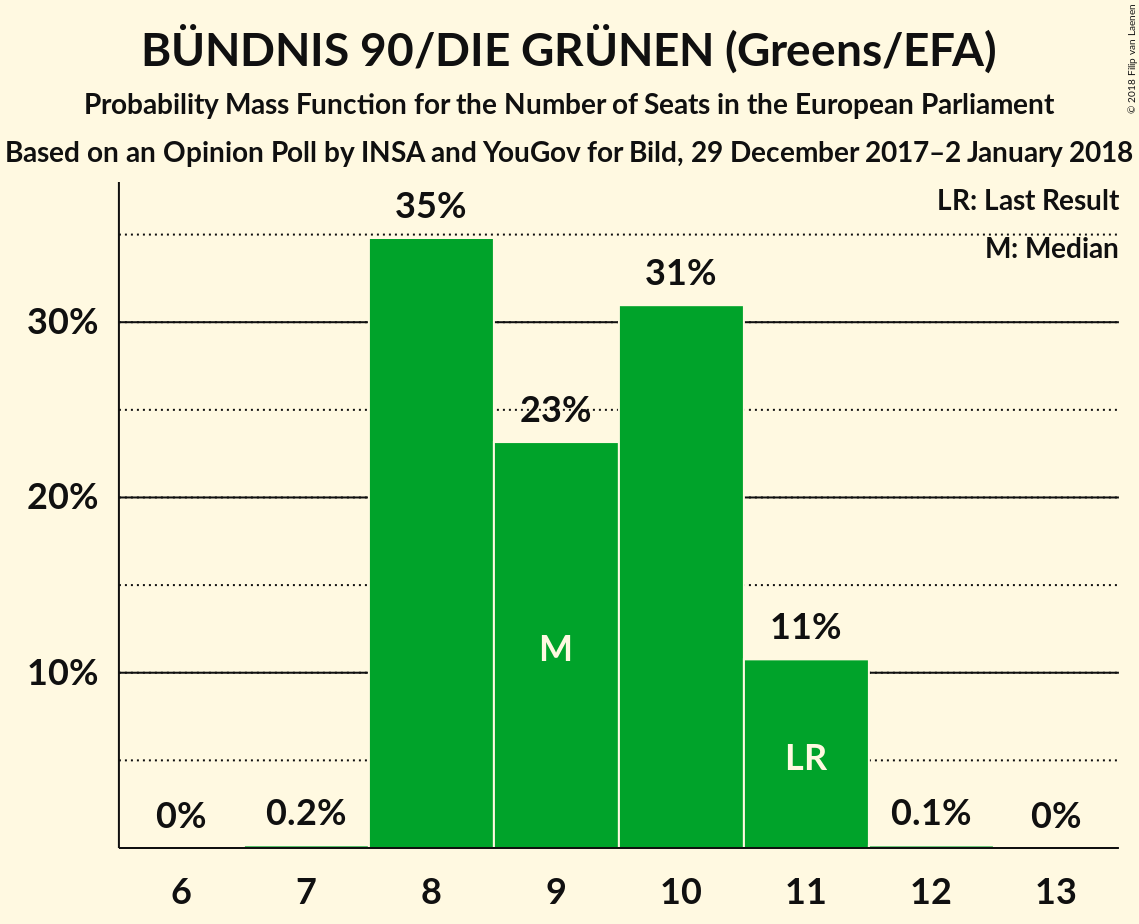 BÜNDNIS 90/DIE GRÜNEN (Greens/EFA)
Probability Mass Function for the Number of Seats in the European Parliament
Based on an Opinion Poll by INSA and YouGov for Bild, 29 December 2017–2 January 2018
© 2018 Filip van Laenen
LR: Last Result
M: Median
35%
31%
30%
23%
20%
M
11%
10%
LR
0%
0.2%
0.1%
0%
6 7 8 9 10 11 12 13